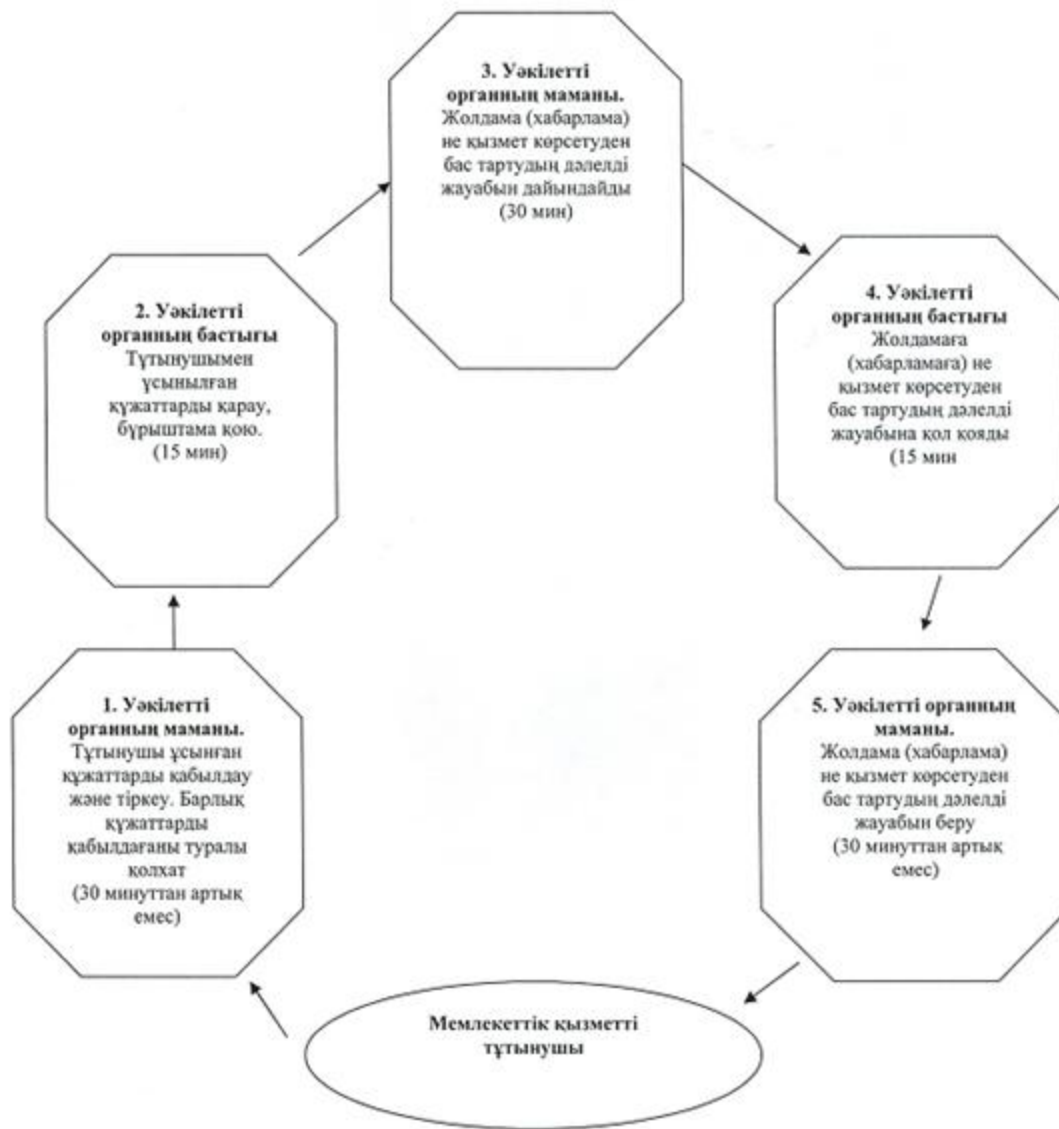 3. Уәкілетті
органның маманы.
Жолдама (хабарлама)
не қызмет көрсетуден
бас тартудың дәлелді
жауабын дайындайды
(30 мин)
2. Уәкілетті
органның бастығы
Тұтынушымен
ұсынылған
құжаттарды қарау,
бұрыштама қою.
(15 мин)
4. Уәкілетті
органның бастығы
Жолдамаға
(хабарламаға) не
қызмет көрсетуден
бас тартудың дәлелді
жауабына қол қояды
(15 мин
1. Уәкілетті
органның маманы.
Тұтынушы ұсынған
құжаттарды қабылдау
және тіркеу. Барлық
құжаттарды
қабылдағаны туралы
қолхат
(30 минуттан артық
емес)
5. Уәкілетті органның
маманы.
Жолдама (хабарлама)
не қызмет көрсетуден
бас тартудың дәлелді
жауабын беру
(30 минуттан артық
емес)
Мемлекеттік қызметті
тұтынушы